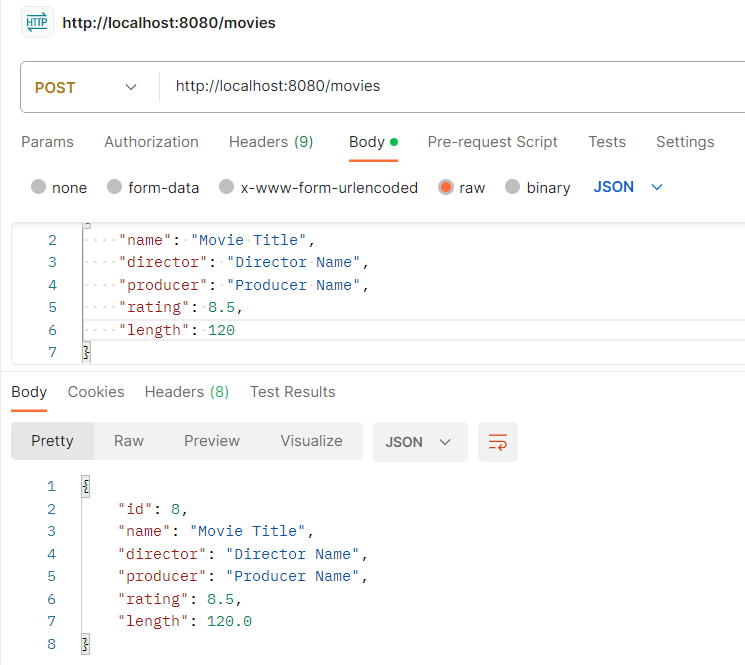 HTTP http://localhost:8080/movies
POST http://localhost:8080/movies
Params Authorization Headers (9) Body Pre-request Script Tests Settings
none form-data x-www-form-urlencoded raw binary JSON
2 "name": "Movie Title",
3 "director": "Director Name",
4 "producer": "Producer Name",
5 "rating": 8.5,
6 "length": 120
7 }
Body Cookies Headers (8) Test Results
Pretty Raw Preview Visualize JSON
1 {
2 "id": 8,
3 "name": "Movie Title",
4 "director": "Director Name",
5 "producer": "Producer Name",
6 "rating": 8.5,
7 "length": 120.0
8 }